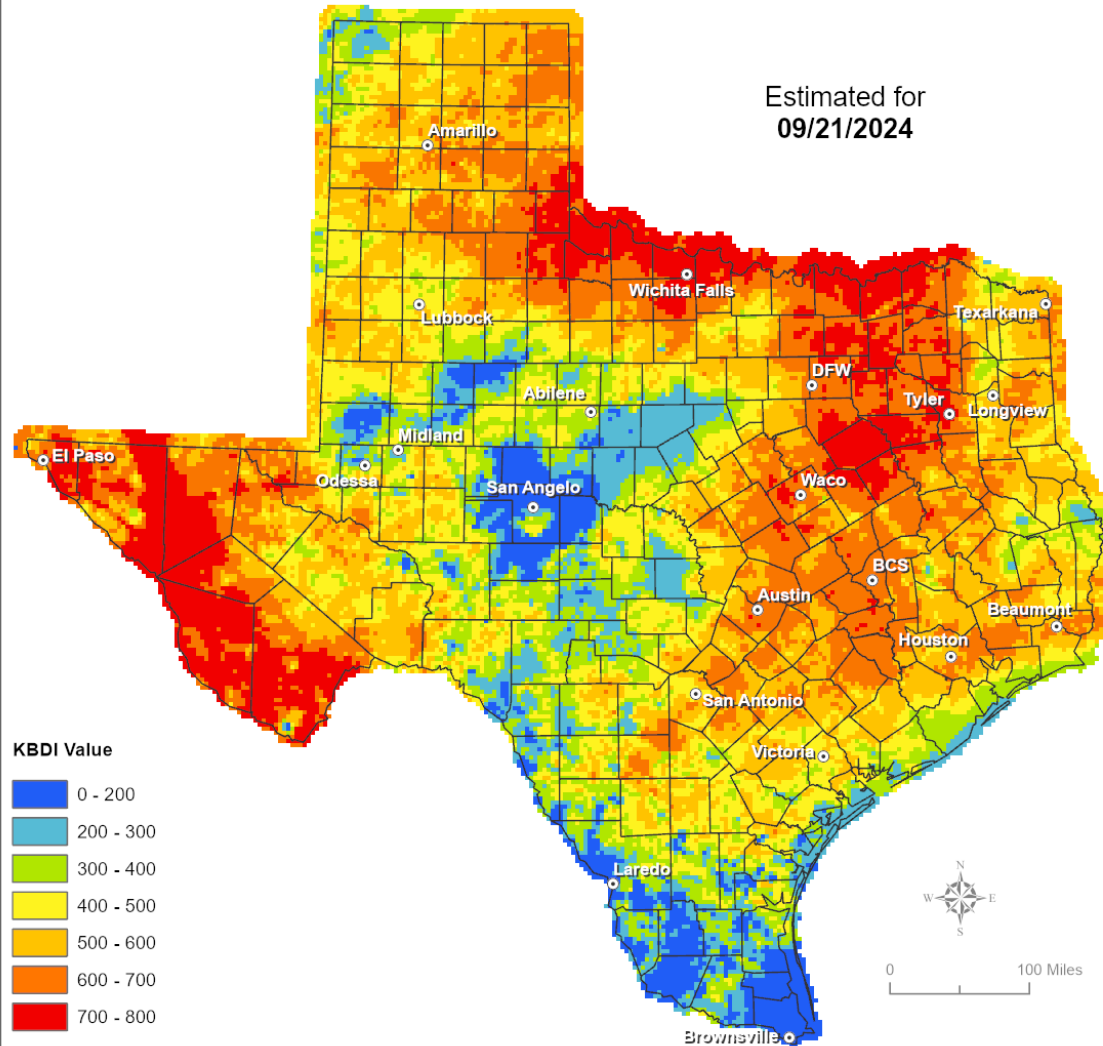 Estimated for
09/21/2024
Amarillo
Wichita Falls
Lubbock
Texarkana
DFW
Abilene
Tyler
Longview
Midland
El Paso
Odessa
San Angelo
Waco
BCS
Austin
Beaumont
Houston
San Antonio
Victoria
KBDI Value
0 - 200
200 - 300
300 - 400
400 - 500
500 - 600
600 - 700
700 - 800
Laredo
N
W E
S
0 100 Miles
Brownsville